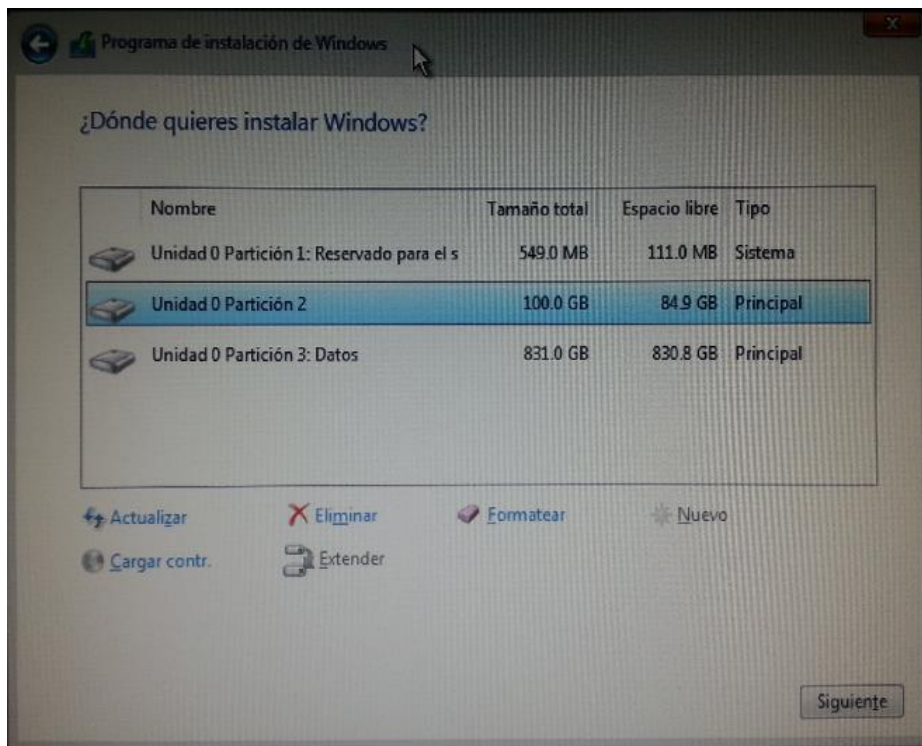 Programa de instalación de Windows
¿Dónde quieres instalar Windows?
Nombre Tamaño total Espacio libre Tipo
Unidad 0 Partición 1: Reservado para el s 549.0 MB 111.0 MB Sistema
Unidad 0 Partición 2 100.0 GB 84.9 GB Principal
Unidad 0 Partición 3: Datos 831.0 GB 830.8 GB Principal
Actualizar Eliminar Formatear Nuevo
Cargar contr. Extender
Siguiente